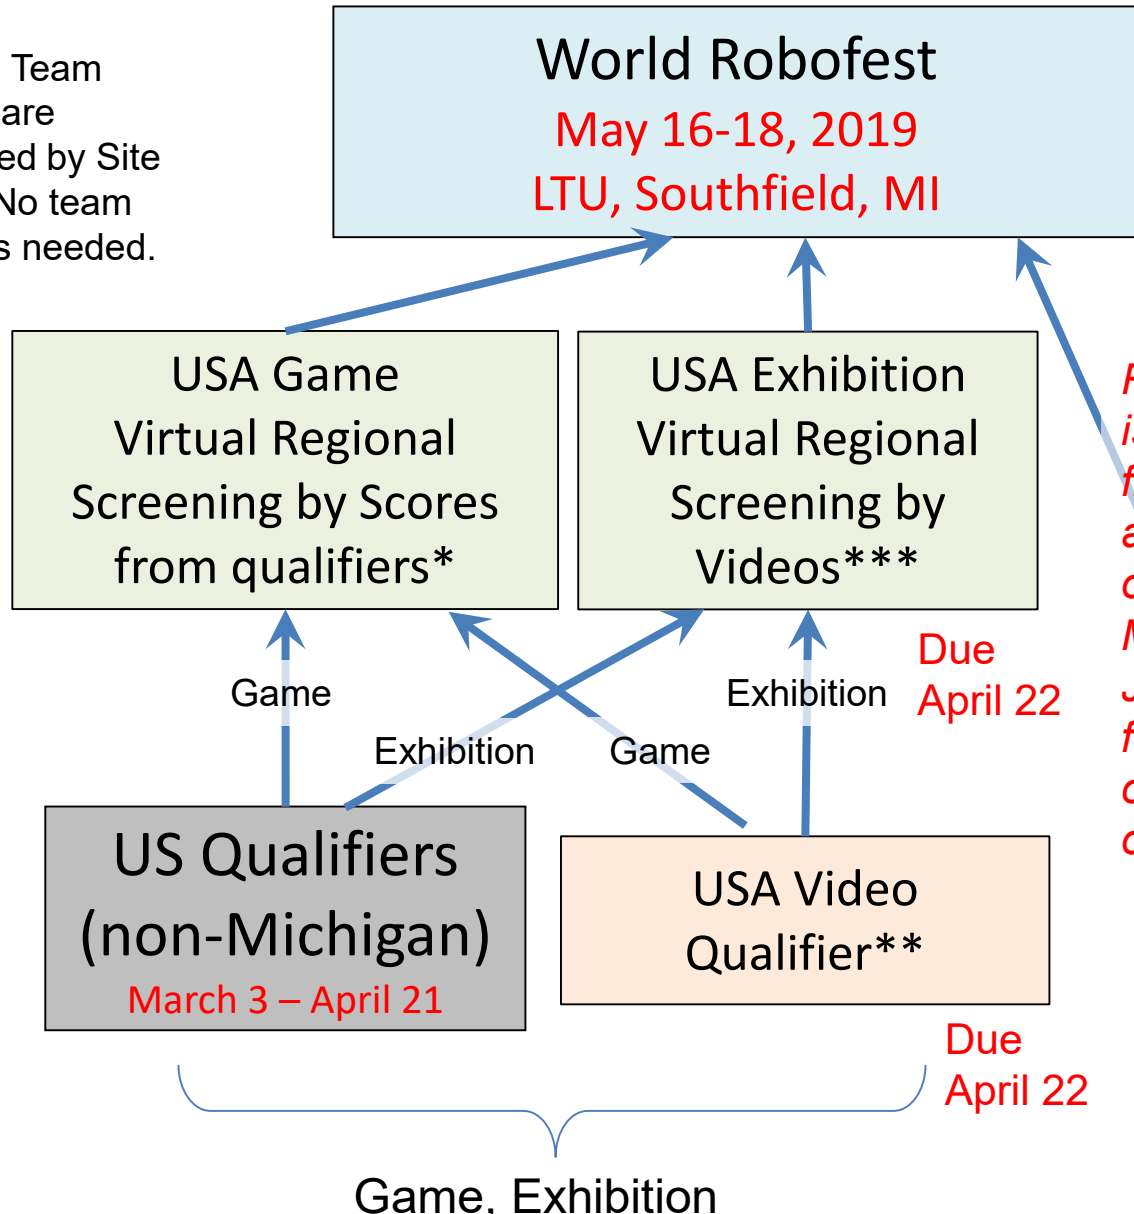 Team
are
ed by Site
No team
s needed.
World Robofest
May 16-18, 2019
LTU, Southfield, MI
USA Game
Virtual Regional
Screening by Scores
from qualifiers*
USA Exhibition
Virtual Regional
Screening by
Videos***
Due
April 22
Game
Exhibition
Exhibition
Game
US Qualifiers
(non-Michigan)
March 3 – April 21
USA Video
Qualifier**
Due
April 22
Game, Exhibition